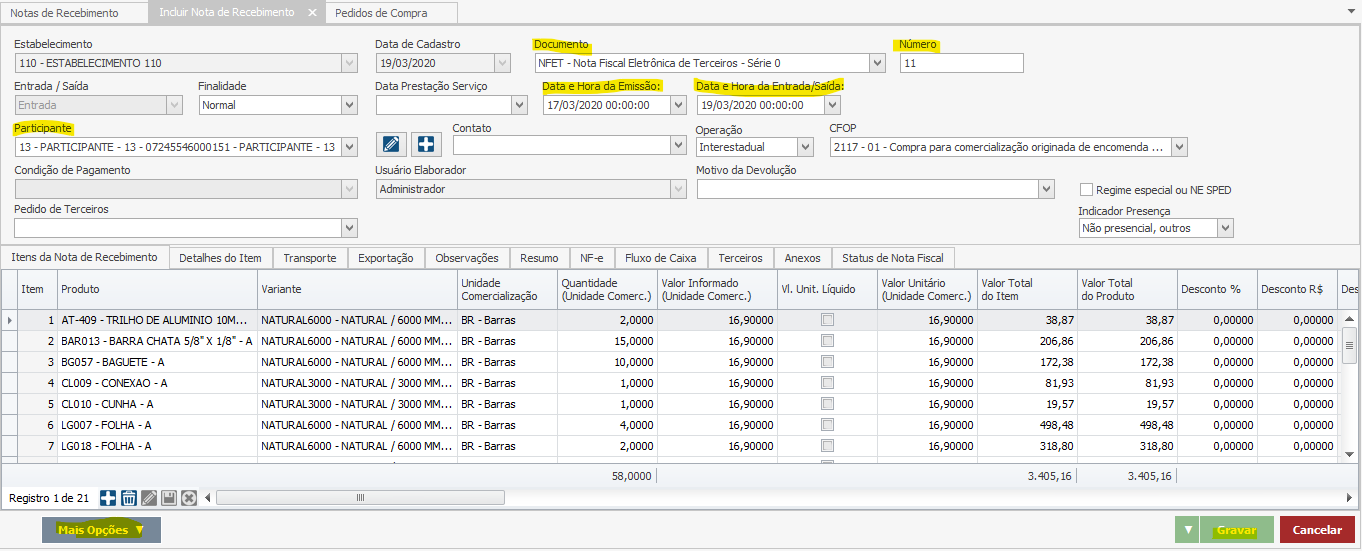 Notas de Recebimento Incluir Nota de Recebimento × Pedidos de Compra
Estabelecimento Data de Cadastro Documento Número
110 - ESTABELECIMENTO 110 19/03/2020 NFET - Nota Fiscal Eletrônica de Terceiros - Série 0 11
Entrada / Saída Finalidade Data Prestação Serviço Data e Hora da Emissão: Data e Hora da Entrada/Saída:
Entrada Normal 17/03/2020 00:00:00 19/03/2020 00:00:00
Participante Contato Operação CFOP
13 - PARTICIPANTE - 13 - 07245546000151 - PARTICIPANTE - 13 Interestadual 2117 - 01 - Compra para comercialização originada de encomenda ...
Condição de Pagamento Usuário Elaborador Motivo da Devolução
Administrador Regime especial ou NE SPED
Pedido de Terceiros Indicador Presença
Não presencial, outros
Itens da Nota de Recebimento Detalhes do Item Transporte Exportação Observações Resumo NF-e Fluxo de Caixa Terceiros Anexos Status de Nota Fiscal
Item Produto Variante Unidade Comercialização Quantidade (Unidade Comerc.) Valor Informado (Unidade Comerc.) Vl. Unit. Líquido Valor Unitário (Unidade Comerc.) Valor Total do Item Valor Total do Produto Desconto % Desconto R$ Des
1 AT-409 - TRILHO DE ALUMINIO 10M... NATURAL6000 - NATURAL / 6000 MM... BR - Barras 2,0000 16,90000 16,90000 38,87 38,87 0,00000 0,00000
2 BAR013 - BARRA CHATA 5/8" X 1/8" - A NATURAL6000 - NATURAL / 6000 MM... BR - Barras 15,0000 16,90000 16,90000 206,86 206,86 0,00000 0,00000
3 BG057 - BAGUETE - A NATURAL6000 - NATURAL / 6000 MM... BR - Barras 10,0000 16,90000 16,90000 172,38 172,38 0,00000 0,00000
4 CL009 - CONEXAO - A NATURAL3000 - NATURAL / 3000 MM... BR - Barras 1,0000 16,90000 16,90000 81,93 81,93 0,00000 0,00000
5 CL010 - CUNHA - A NATURAL3000 - NATURAL / 3000 MM... BR - Barras 1,0000 16,90000 16,90000 19,57 19,57 0,00000 0,00000
6 LG007 - FOLHA - A NATURAL6000 - NATURAL / 6000 MM... BR - Barras 4,0000 16,90000 16,90000 498,48 498,48 0,00000 0,00000
7 LG018 - FOLHA - A NATURAL6000 - NATURAL / 6000 MM... BR - Barras 2,0000 16,90000 16,90000 318,80 318,80 0,00000 0,00000
58,0000 3.405,16 3.405,16
Registro 1 de 21
Mais Opções ▼ ▼ Gravar Cancelar